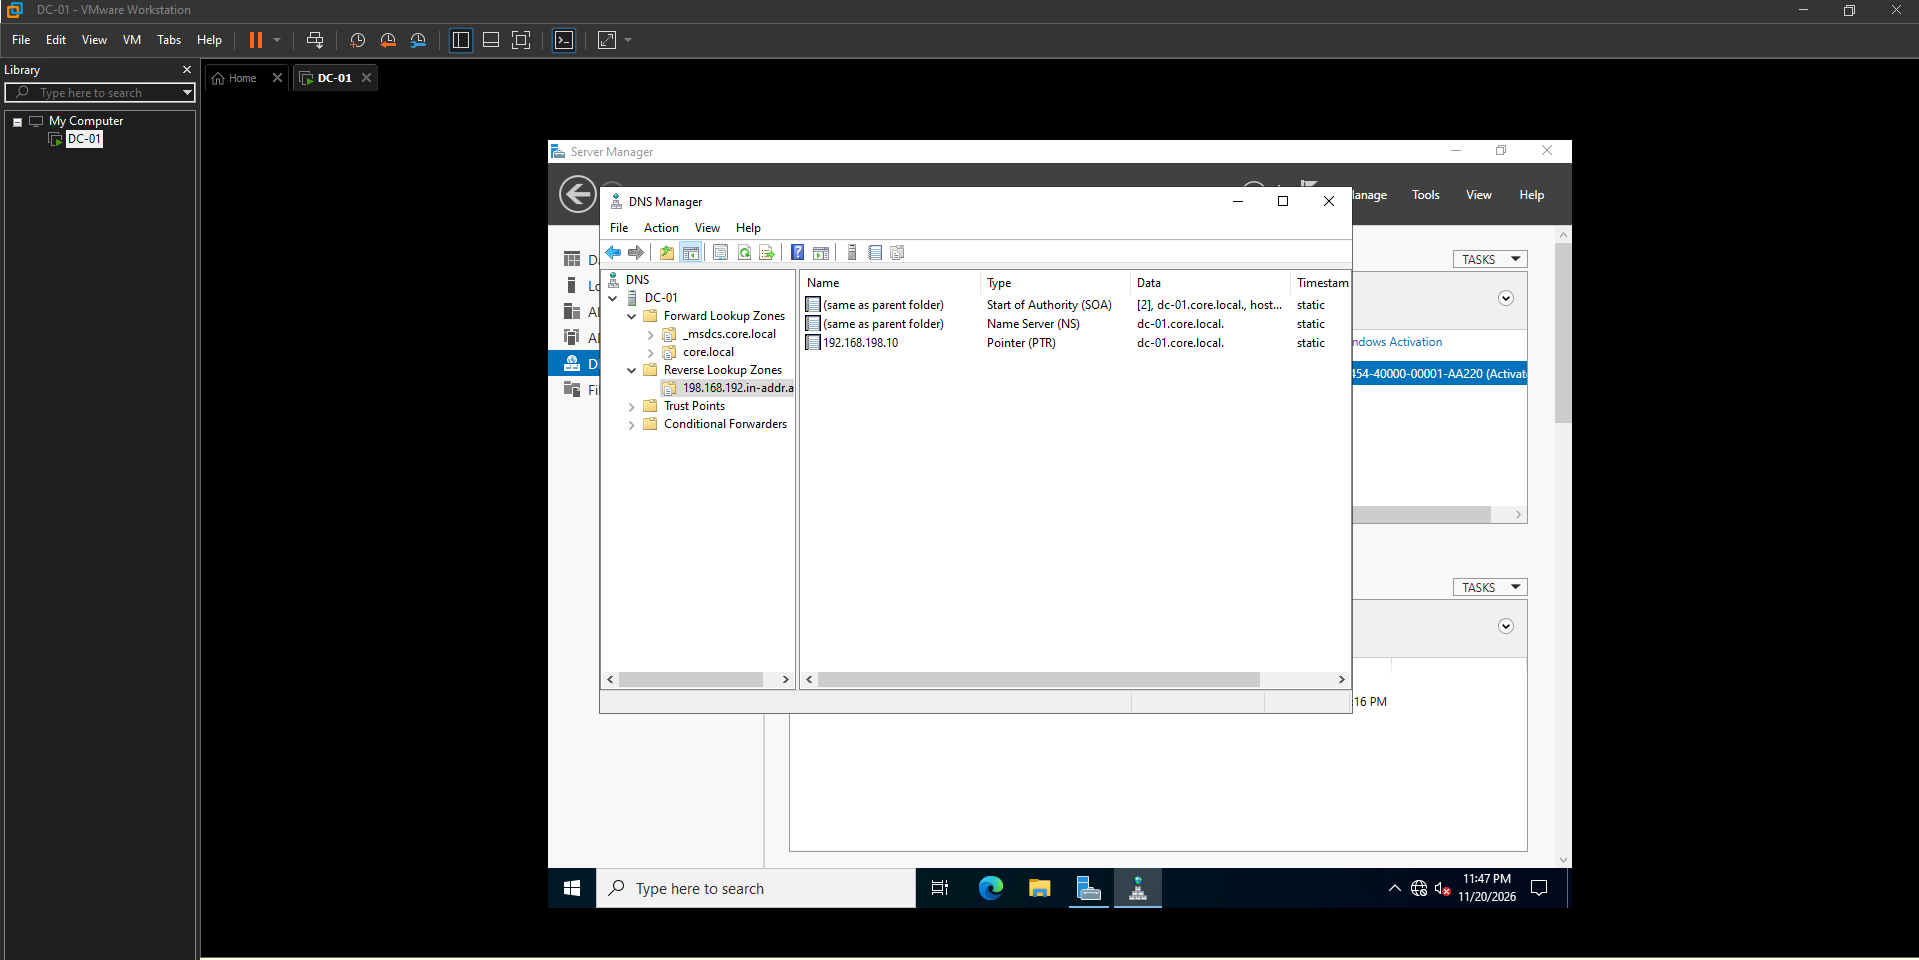 DC-01 - VMware Workstation
File Edit View VM Tabs Help
Library
Type here to search
My Computer
DC-01
Home
DC-01
Server Manager
Manage Tools View Help
DNS Manager
File Action View Help
DNS
DC-01
Forward Lookup Zones
_msdcs.core.local
core.local
Reverse Lookup Zones
198.168.192.in-addr.a
Trust Points
Conditional Forwarders
Name Type Data Timestam
(same as parent folder) Start of Authority (SOA) [2], dc-01.core.local., host... static
(same as parent folder) Name Server (NS) dc-01.core.local. static
192.168.198.10 Pointer (PTR) dc-01.core.local. static
TASKS
ndows Activation
454-40000-00001-AA220 (Activat
TASKS
:16 PM
Type here to search
11:47 PM
11/20/2026